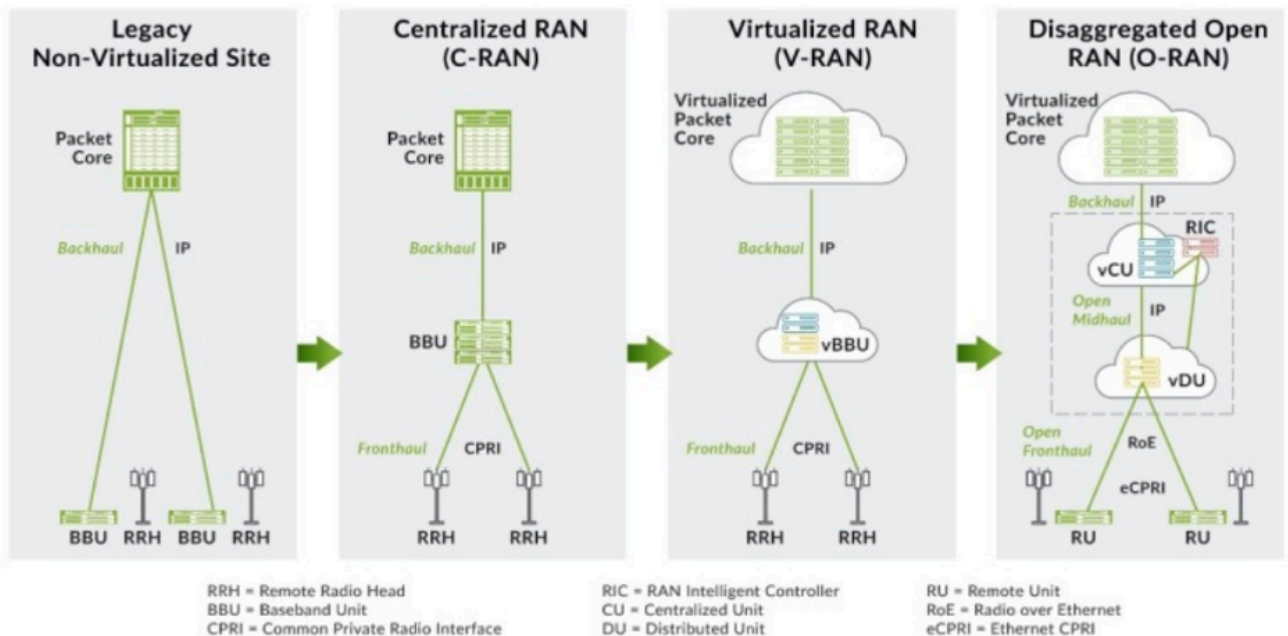 Legacy
Non-Virtualized Site
Packet
Core
Backhaul IP
BBU RRH BBU RRH
Centralized RAN
(C-RAN)
Packet
Core
Backhaul IP
BBU
Fronthaul CPRI
RRH RRH
Virtualized RAN
(V-RAN)
Virtualized
Packet
Core
Backhaul IP
vBBU
Fronthaul CPRI
RRH RRH
Disaggregated Open
RAN (O-RAN)
Virtualized
Packet
Core
Backhaul IP
RIC
vCU
Open
Midhaul
IP
vDU
Open
Fronthaul
RoE
eCPRI
RU RU
RRH = Remote Radio Head
BBU = Baseband Unit
CPRI = Common Private Radio Interface
RIC = RAN Intelligent Controller
CU = Centralized Unit
DU = Distributed Unit
RU = Remote Unit
RoE = Radio over Ethernet
eCPRI = Ethernet CPRI